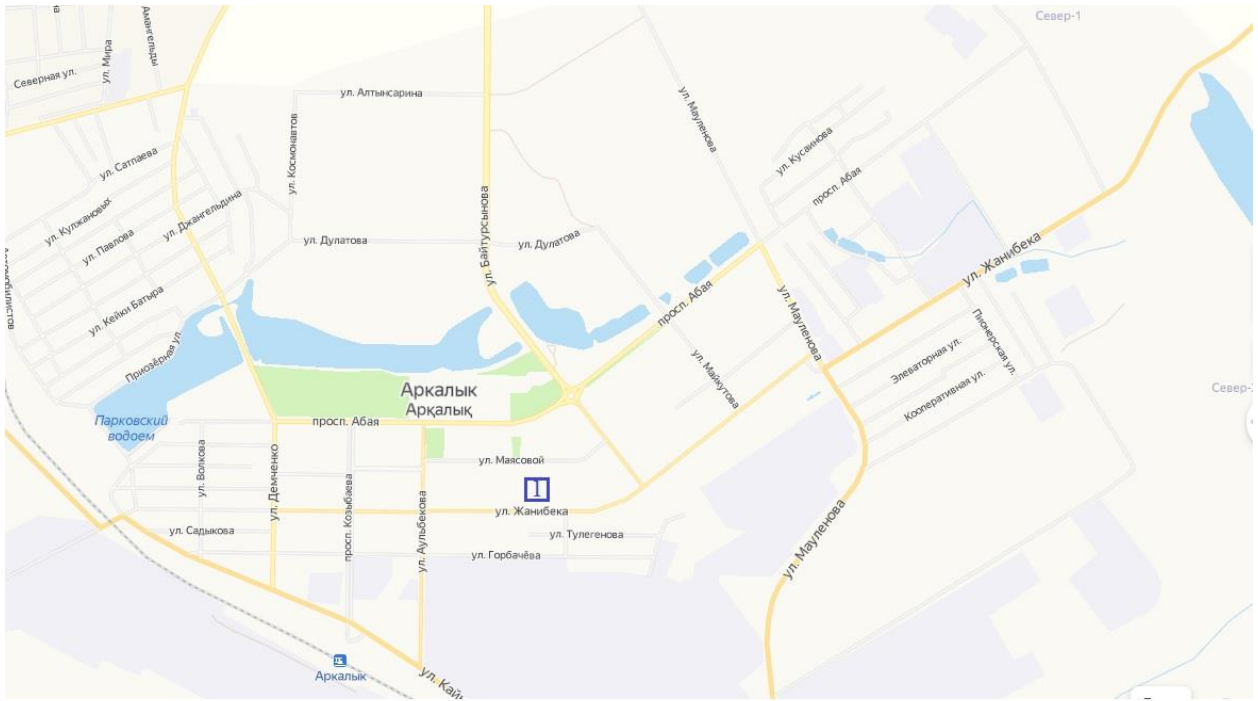 Север-1
Северная ул.
ул. Мира
Амангельды
ул. Алтынсарина
ул. Мауленова
ул. Кусаинова
просп. Абая
ул. Сатпаева
ул. Космонавтов
ул. Кулжановых
ул. Джангельдина
ул. Павлова
ул. Байтурсынова
ул. Дулатова
ул. Дулатова
ул. Жанибека
просп. Абая
ул. Мауленова
ул. Кейки Батыра
Приозёрная ул.
Пионерская ул.
Элеваторная ул.
ул. Майкутова
Кооперативная ул.
Север-
Аркалык
Арқалық
Парковский
водоем
просп. Абая
ул. Волкова
ул. Демченко
просп. Козыбаева
ул. Маясовой
ул. Аульбекова
1
ул. Жанибека
ул. Садыкова
ул. Тулегенова
ул. Горбачёва
ул. Мауленова
Аркалык